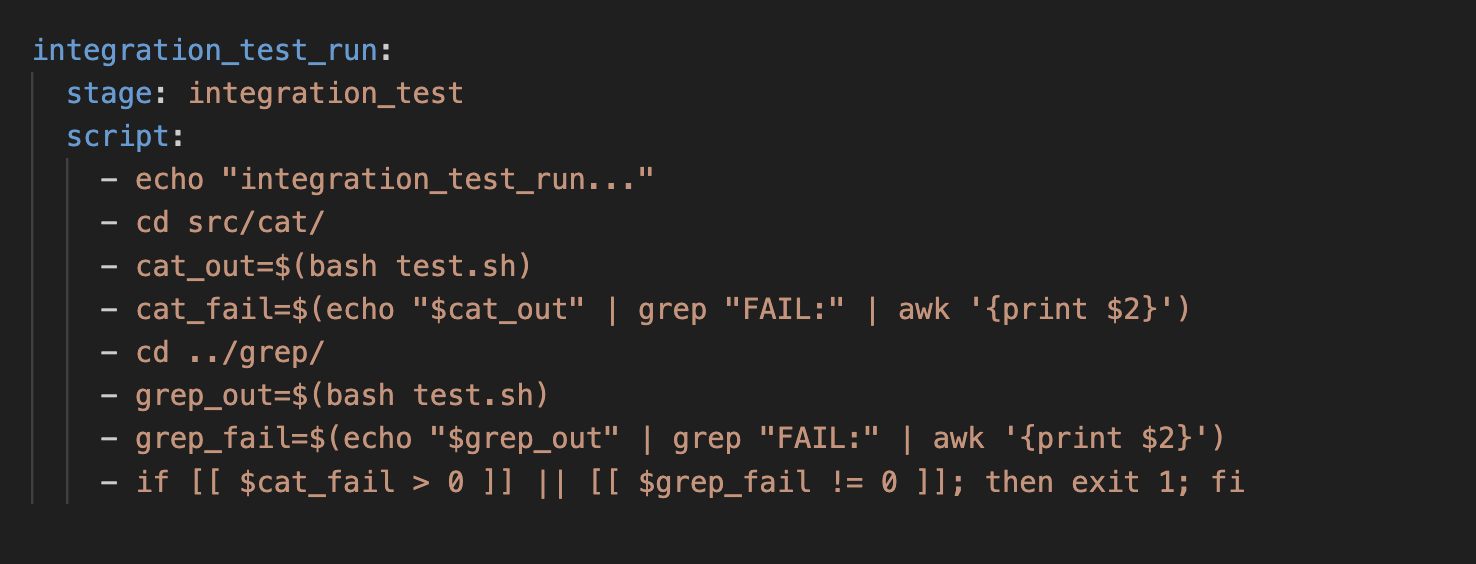 integration_test_run:
stage: integration_test
script:
- echo "integration_test_run..."
- cd src/cat/
- cat_out=$(bash test.sh)
- cat_fail=$(echo "$cat_out" | grep "FAIL:" | awk '{print $2}')
- cd ../grep/
- grep_out=$(bash test.sh)
- grep_fail=$(echo "$grep_out" | grep "FAIL:" | awk '{print $2}')
- if [[ $cat_fail > 0 ]] || [[ $grep_fail != 0 ]]; then exit 1; fi